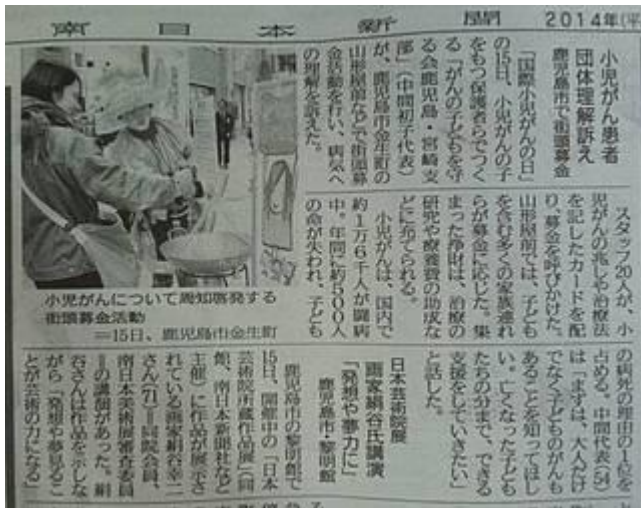 南日本新聞 2014年(平
小児がん患者
団体理解訴え
鹿児島市で街頭募金
「国際小児がんの日」
の15日、小児がんの子
をもつ保護者らでつく
る「がんの子どもを守
る会鹿児島・宮崎支
部」(中間初子代表)
が、鹿児島市金生町の
山形屋前などで街頭募
金活動を行い、病気へ
の理解を訴えた。
スタッフ20人が、小
児がんの兆しや治療法
を記したカードを配
り、募金を呼びかけた。
山形屋前では、子ども
を含む多くの家族連れ
らが募金に応じた。集
まった浄財は、治療の
研究や療養費の助成な
どに充てられる。
小児がんは、国内で
約1万6千人が闘病
中。年間に約500人
の命が失われ、子ども
の病死の理由の1位を
占める。中間代表(54)
は「まずは、大人だけ
でなく子どものがんも
あることを知ってほし
い。亡くなった子ども
たちの分まで、できる
支援をしていきたい」
と話した。
小児がんについて周知啓発する
街頭募金活動
=15日、鹿児島市金生町
日本芸術院展
画家絹谷氏講演
「発想や夢力に」
鹿児島市・黎明館
鹿児島市の黎明館で
15日、開催中の「日本
芸術院所蔵作品展」(同
館、南日本新聞社など
主催)に作品が展示さ
れている画家絹谷幸二
さん(71)=同院会員、
南日本美術展審査委員
=の講演があった。絹
谷さんは作品を示しな
がら「発想や夢見るこ
とが芸術の力になる」